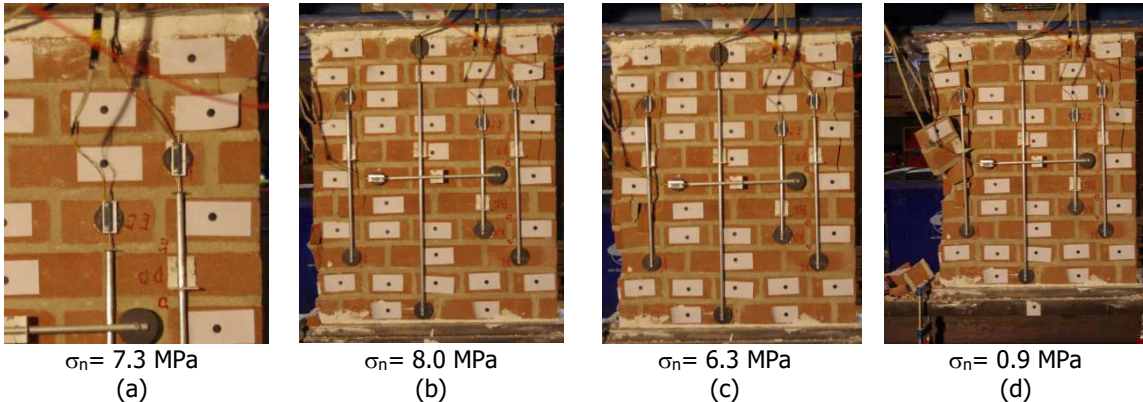 σn= 7.3 MPa
(a)
σn= 8.0 MPa
(b)
σn= 6.3 MPa
(c)
σn= 0.9 MPa
(d)